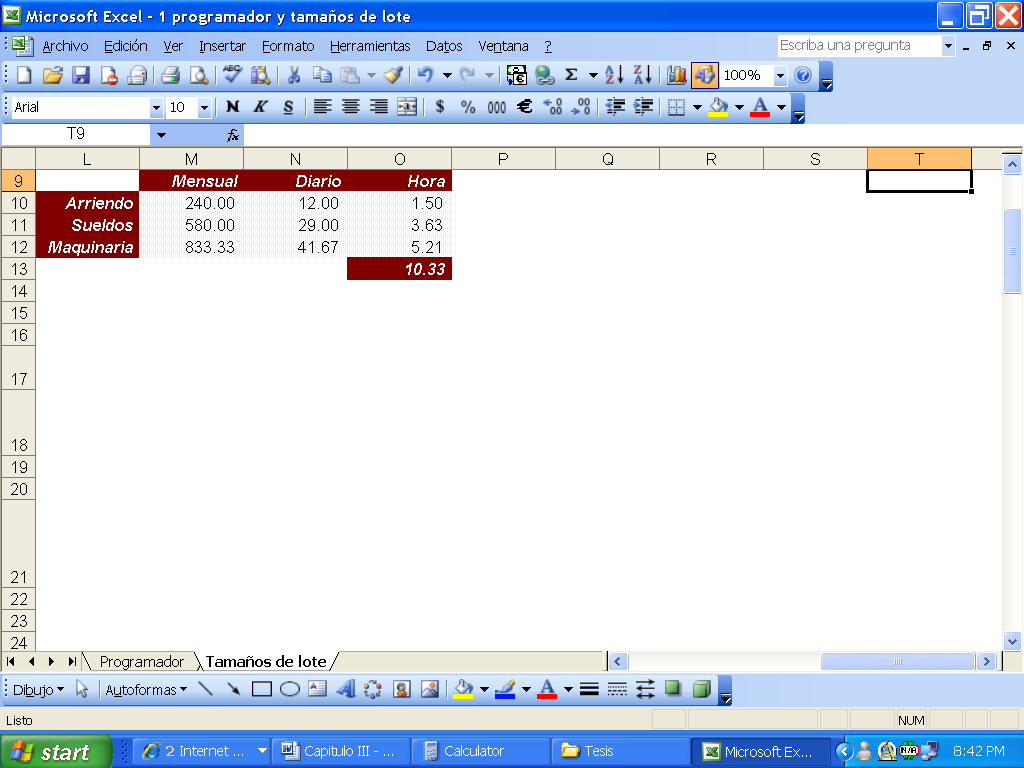 Microsoft Excel - 1 programador y tamaños de lote
Archivo Edición Ver Insertar Formato Herramientas Datos Ventana ? Escriba una pregunta
100%
Arial 10 N K S $ % 000 €
T9 fx
L M N O P Q R S T
9 Mensual Diario Hora
10 Arriendo 240.00 12.00 1.50
11 Sueldos 580.00 29.00 3.63
12 Maquinaria 833.33 41.67 5.21
13 10.33
14
15
16
17
18
19
20
21
22
23
24
Programador Tamaños de lote
Dibujo Autoformas
Listo NUM
start 2 Internet ... Capitulo III - ... Calculator Tesis Microsoft Ex... 8:42 PM